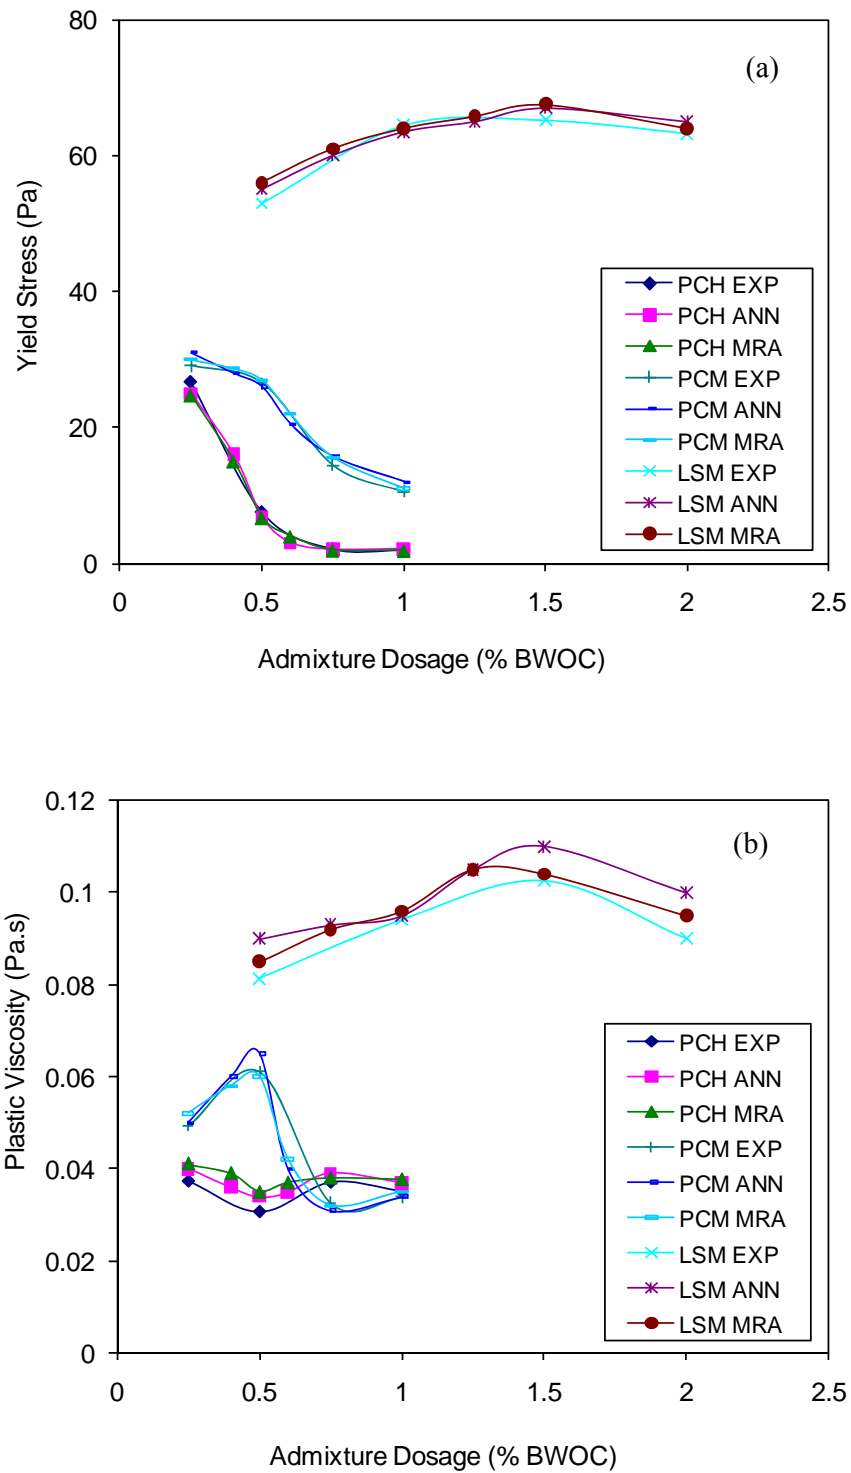 80
(a)
60
Yield Stress (Pa)
40
PCH EXP
PCH ANN
PCH MRA
PCM EXP
20
PCM ANN
PCM MRA
LSM EXP
LSM ANN
LSM MRA
0
0 0.5 1 1.5 2 2.5
Admixture Dosage (% BWOC)
0.12
(b)
0.1
Plastic Viscosity (Pa.s)
0.08
0.06
PCH EXP
PCH ANN
PCH MRA
PCM EXP
0.04
PCM ANN
PCM MRA
LSM EXP
0.02
LSM ANN
LSM MRA
0
0 0.5 1 1.5 2 2.5
Admixture Dosage (% BWOC)